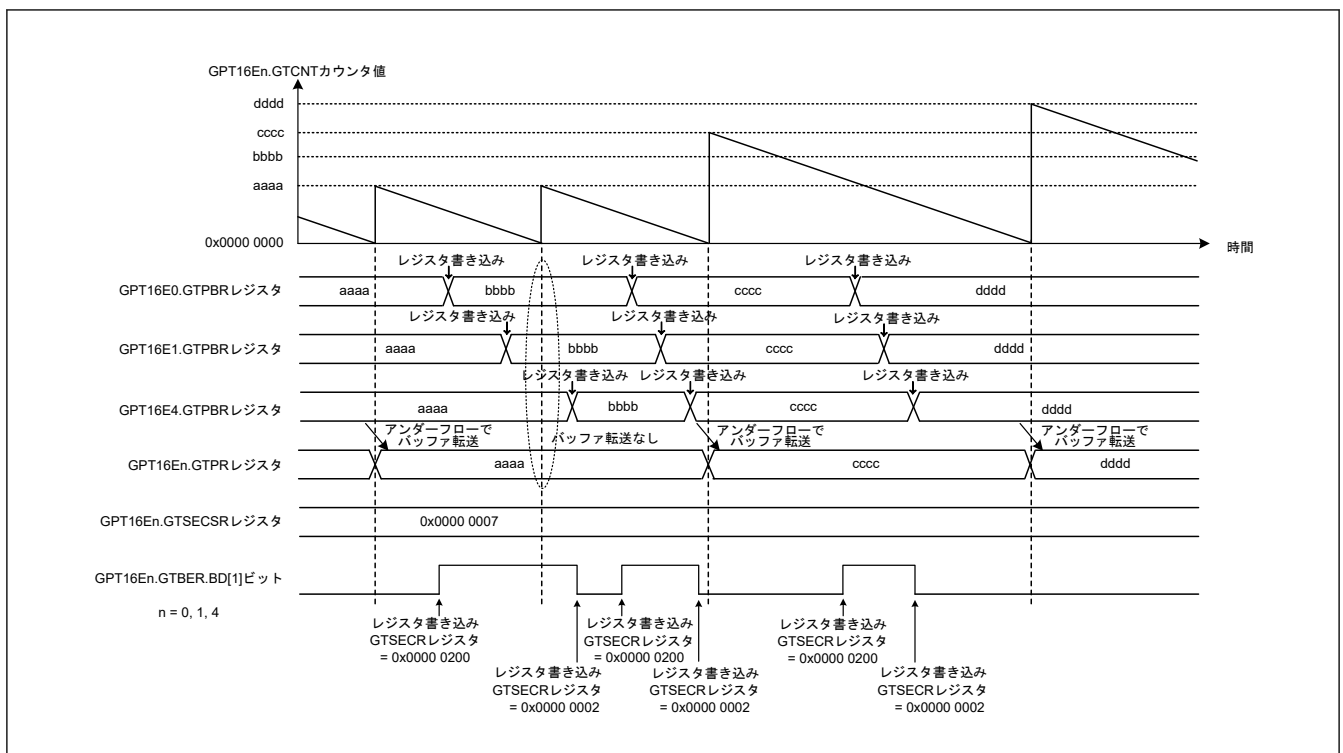 GPT16En.GTCNTカウンタ値
dddd
cccc
bbbb
aaaa
0x0000 0000
時間
レジスタ書き込み レジスタ書き込み レジスタ書き込み
GPT16E0.GTPBRレジスタ aaaa bbbb cccc dddd
レジスタ書き込み レジスタ書き込み レジスタ書き込み
GPT16E1.GTPBRレジスタ aaaa bbbb cccc dddd
レジスタ書き込み レジスタ書き込み レジスタ書き込み
GPT16E4.GTPBRレジスタ aaaa bbbb cccc dddd
アンダーフローで
バッファ転送
バッファ転送なし
アンダーフローで
バッファ転送
アンダーフローで
バッファ転送
GPT16En.GTPRレジスタ aaaa cccc dddd
GPT16En.GTSECSRレジスタ 0x0000 0007
GPT16En.GTBER.BD[1]ビット
n = 0, 1, 4
レジスタ書き込み
GTSECRレジスタ
= 0x0000 0200
レジスタ書き込み
GTSECRレジスタ
= 0x0000 0002
レジスタ書き込み
GTSECRレジスタ
= 0x0000 0200
レジスタ書き込み
GTSECRレジスタ
= 0x0000 0002
レジスタ書き込み
GTSECRレジスタ
= 0x0000 0200
レジスタ書き込み
GTSECRレジスタ
= 0x0000 0002